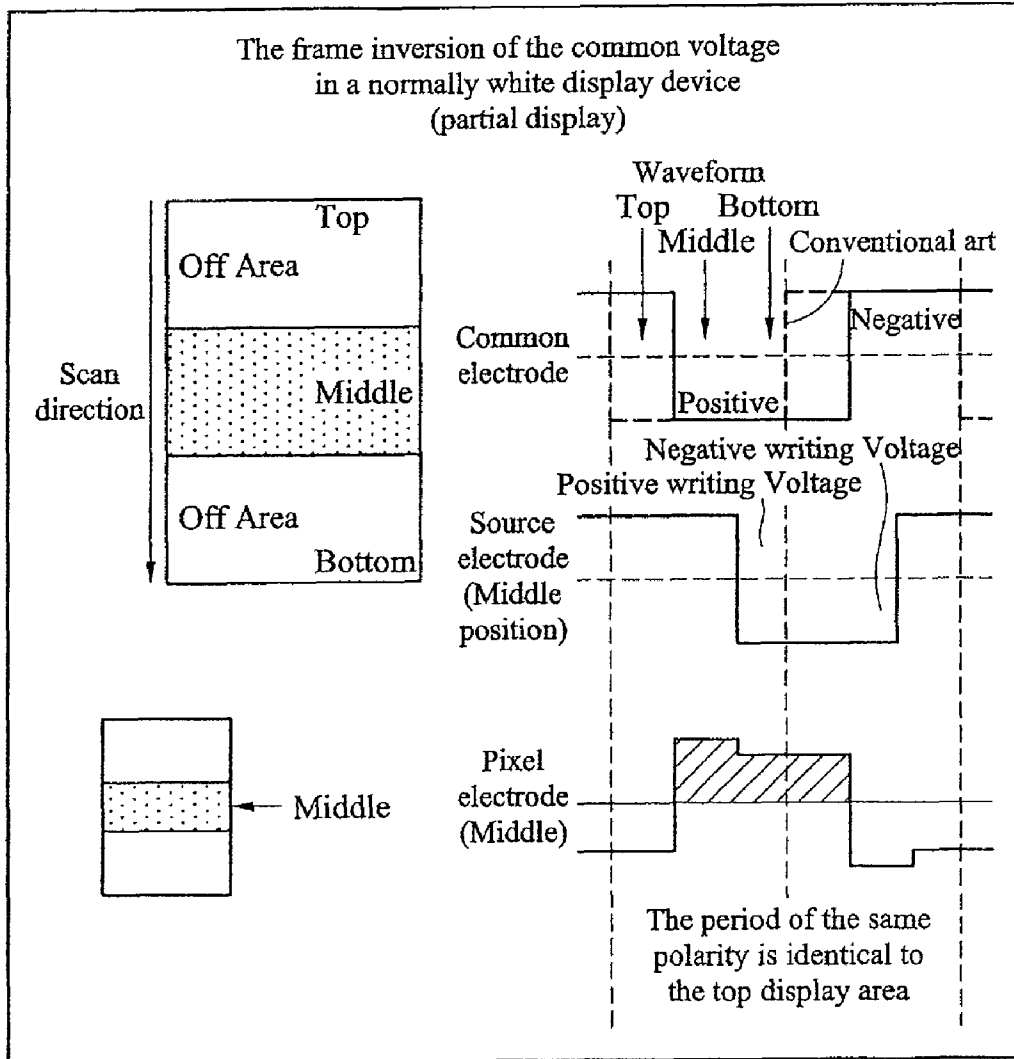 The frame inversion of the common voltage
in a normally white display device
(partial display)
Top
Off Area
Scan
direction
Middle
Off Area
Bottom
Middle
Waveform
Top
Bottom
Middle
Conventional art
Common
electrode
Negative
Positive
Negative writing Voltage
Positive writing Voltage
Source
electrode
(Middle
position)
Pixel
electrode
(Middle)
The period of the same
polarity is identical to
the top display area